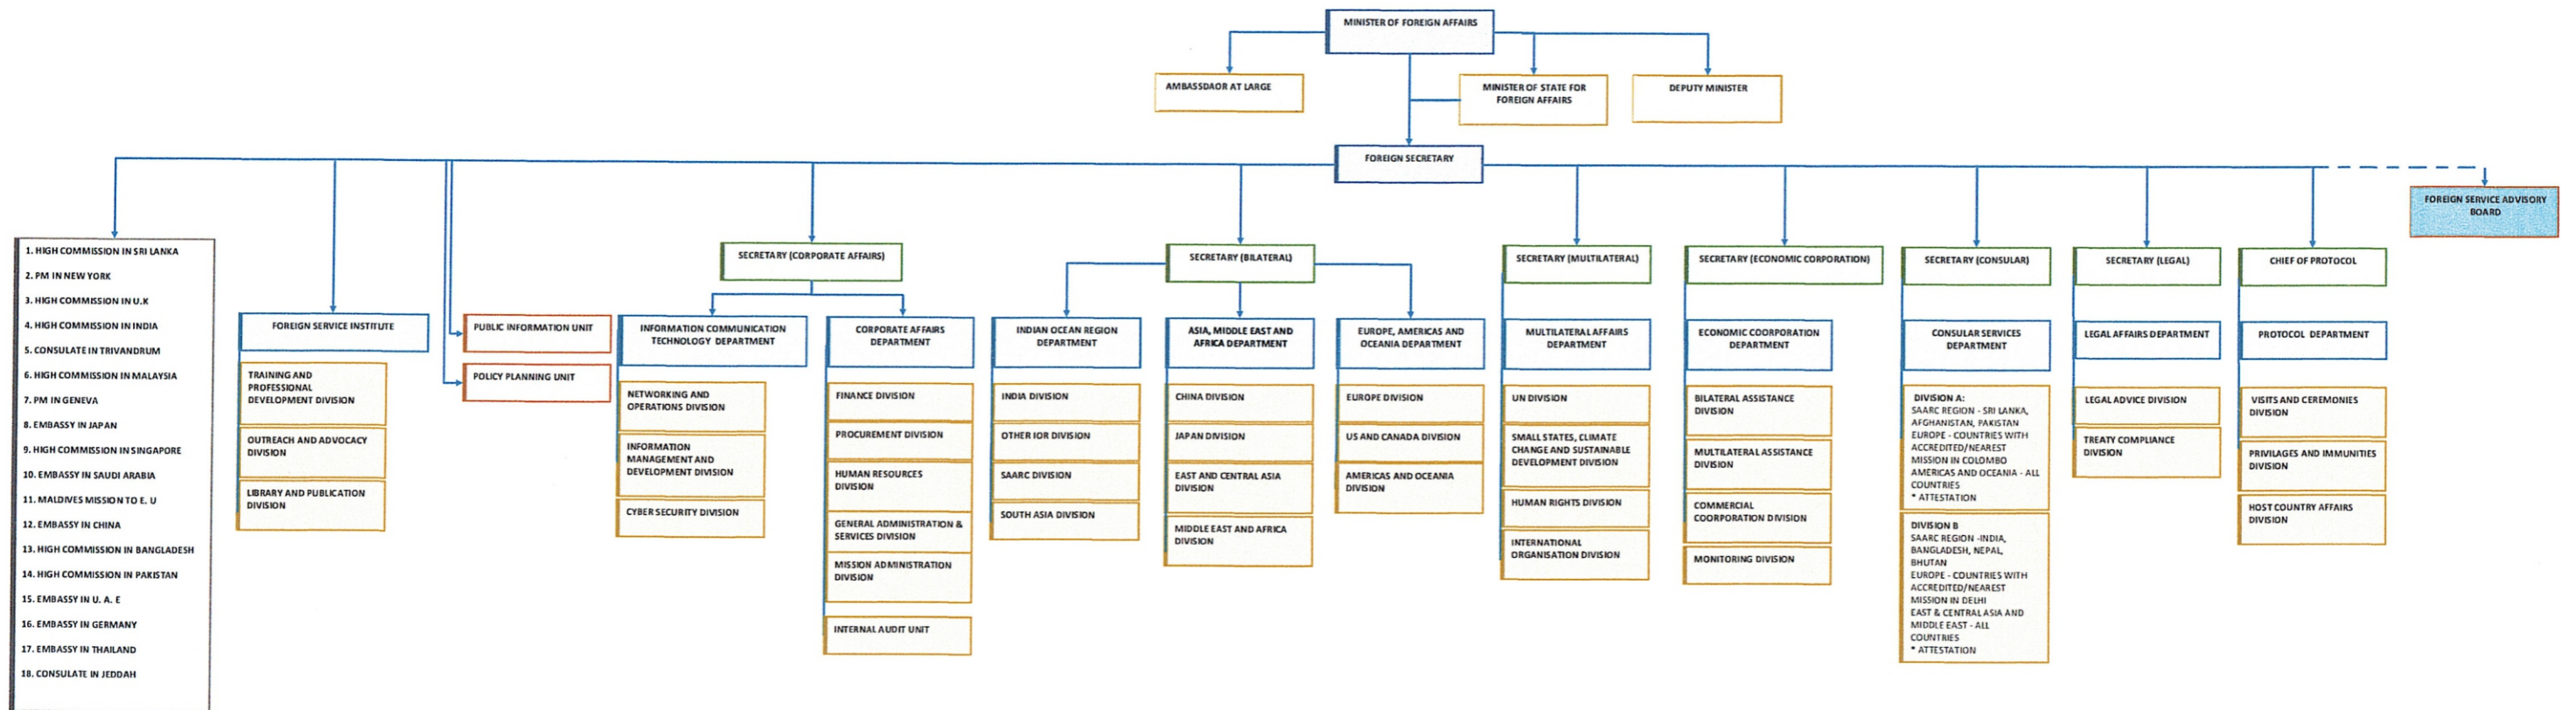 MINISTER OF FOREIGN AFFAIRS
AMBASSDAOR AT LARGE
MINISTER OF STATE FOR
FOREIGN AFFAIRS
DEPUTY MINISTER
FOREIGN SECRETARY
FOREIGN SERVICE ADVISORY
BOARD
1. HIGH COMMISSION IN SRI LANKA
2. PM IN NEW YORK
3. HIGH COMMISSION IN U.K
4. HIGH COMMISSION IN INDIA
5. CONSULATE IN TRIVANDRUM
6. HIGH COMMISSION IN MALAYSIA
7. PM IN GENEVA
8. EMBASSY IN JAPAN
9. HIGH COMMISSION IN SINGAPORE
10. EMBASSY IN SAUDI ARABIA
11. MALDIVES MISSION TO E. U
12. EMBASSY IN CHINA
13. HIGH COMMISSION IN BANGLADESH
14. HIGH COMMISSION IN PAKISTAN
15. EMBASSY IN U. A. E
16. EMBASSY IN GERMANY
17. EMBASSY IN THAILAND
18. CONSULATE IN JEDDAH
FOREIGN SERVICE INSTITUTE
TRAINING AND
PROFESSIONAL
DEVELOPMENT DIVISION
OUTREACH AND ADVOCACY
DIVISION
LIBRARY AND PUBLICATION
DIVISION
PUBLIC INFORMATION UNIT
POLICY PLANNING UNIT
SECRETARY (CORPORATE AFFAIRS)
INFORMATION COMMUNICATION
TECHNOLOGY DEPARTMENT
NETWORKING AND
OPERATIONS DIVISION
INFORMATION
MANAGEMENT AND
DEVELOPMENT DIVISION
CYBER SECURITY DIVISION
CORPORATE AFFAIRS
DEPARTMENT
FINANCE DIVISION
PROCUREMENT DIVISION
HUMAN RESOURCES
DIVISION
GENERAL ADMINISTRATION &
SERVICES DIVISION
MISSION ADMINISTRATION
DIVISION
INTERNAL AUDIT UNIT
SECRETARY (BILATERAL)
INDIAN OCEAN REGION
DEPARTMENT
INDIA DIVISION
OTHER IOR DIVISION
SAARC DIVISION
SOUTH ASIA DIVISION
ASIA, MIDDLE EAST AND
AFRICA DEPARTMENT
CHINA DIVISION
JAPAN DIVISION
EAST AND CENTRAL ASIA
DIVISION
MIDDLE EAST AND AFRICA
DIVISION
EUROPE, AMERICAS AND
OCEANIA DEPARTMENT
EUROPE DIVISION
US AND CANADA DIVISION
AMERICAS AND OCEANIA
DIVISION
SECRETARY (MULTILATERAL)
MULTILATERAL AFFAIRS
DEPARTMENT
UN DIVISION
SMALL STATES, CLIMATE
CHANGE AND SUSTAINABLE
DEVELOPMENT DIVISION
HUMAN RIGHTS DIVISION
INTERNATIONAL
ORGANISATION DIVISION
SECRETARY (ECONOMIC CORPORATION)
ECONOMIC COORPORATION
DEPARTMENT
BILATERAL ASSISTANCE
DIVISION
MULTILATERAL ASSISTANCE
DIVISION
COMMERCIAL
COORPORATION DIVISION
MONITORING DIVISION
SECRETARY (CONSULAR)
CONSULAR SERVICES
DEPARTMENT
DIVISION A:
SAARC REGION - SRI LANKA,
AFGHANISTAN, PAKISTAN
EUROPE - COUNTRIES WITH
ACCREDITED/NEAREST
MISSION IN COLOMBO
AMERICAS AND OCEANIA - ALL
COUNTRIES
* ATTESTATION
DIVISION B
SAARC REGION -INDIA,
BANGLADESH, NEPAL,
BHUTAN
EUROPE - COUNTRIES WITH
ACCREDITED/NEAREST
MISSION IN DELHI
EAST & CENTRAL ASIA AND
MIDDLE EAST - ALL
COUNTRIES
* ATTESTATION
SECRETARY (LEGAL)
LEGAL AFFAIRS DEPARTMENT
LEGAL ADVICE DIVISION
TREATY COMPLIANCE
DIVISION
CHIEF OF PROTOCOL
PROTOCOL DEPARTMENT
VISITS AND CEREMONIES
DIVISION
PRIVILAGES AND IMMUNITIES
DIVISION
HOST COUNTRY AFFAIRS
DIVISION